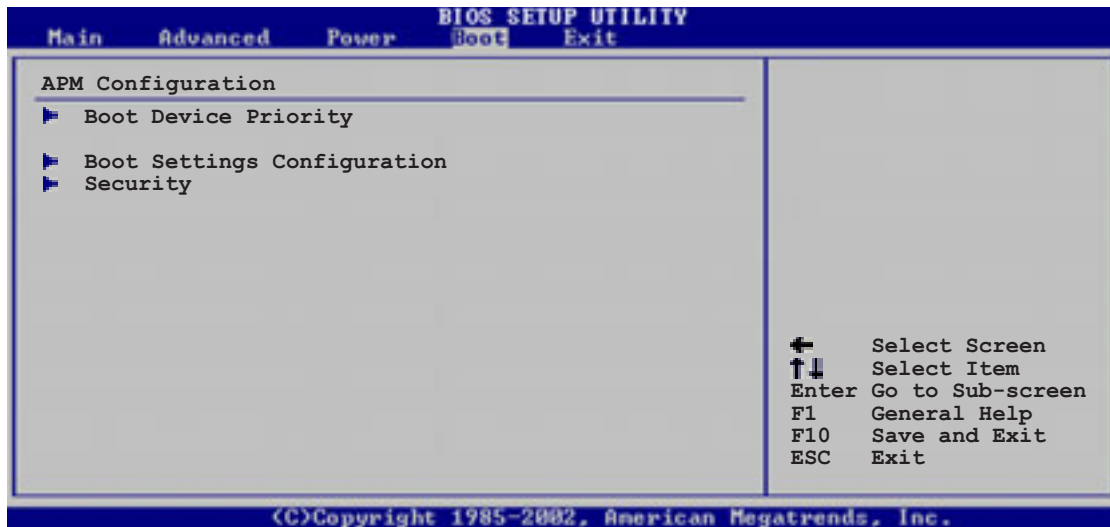 BIOS SETUP UTILITY
Main Advanced Power Boot Exit
APM Configuration
Boot Device Priority
Boot Settings Configuration
Security
← Select Screen
↑↓ Select Item
Enter Go to Sub-screen
F1 General Help
F10 Save and Exit
ESC Exit
(C)Copyright 1985-2002, American Megatrends, Inc.